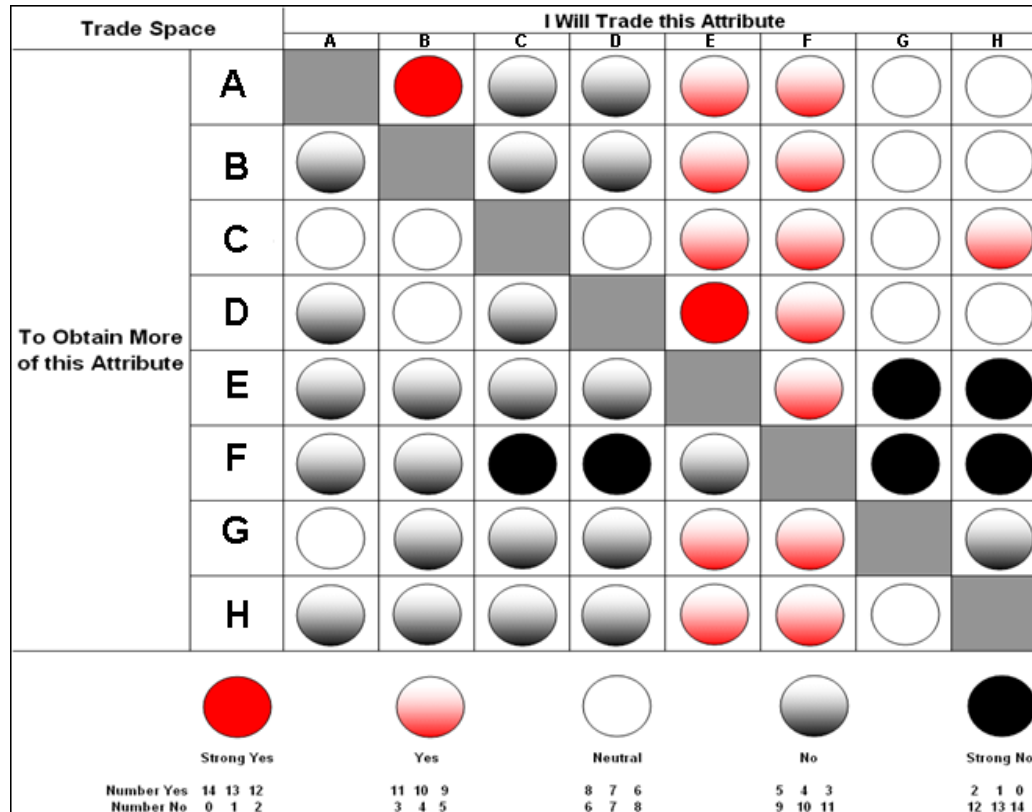 Trade Space
I Will Trade this Attribute
A B C D E F G H
To Obtain More
of this Attribute
A
B
C
D
E
F
G
H
Strong Yes Yes Neutral No Strong No
Number Yes 14 13 12 11 10 9 8 7 6 5 4 3 2 1 0
Number No 0 1 2 3 4 5 6 7 8 9 10 11 12 13 14